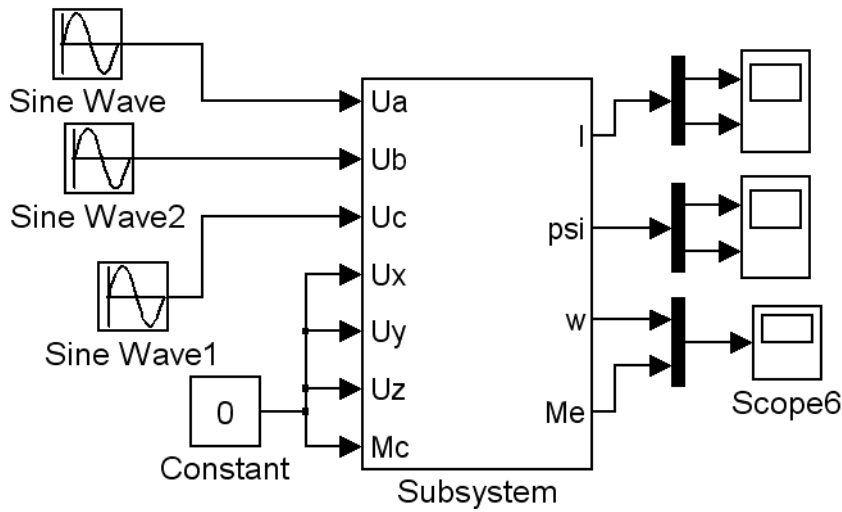 Sine Wave
Sine Wave2
Sine Wave1
0
Constant
Ua
Ub
Uc
Ux
Uy
Uz
Mc
I
psi
w
Me
Subsystem
Scope6